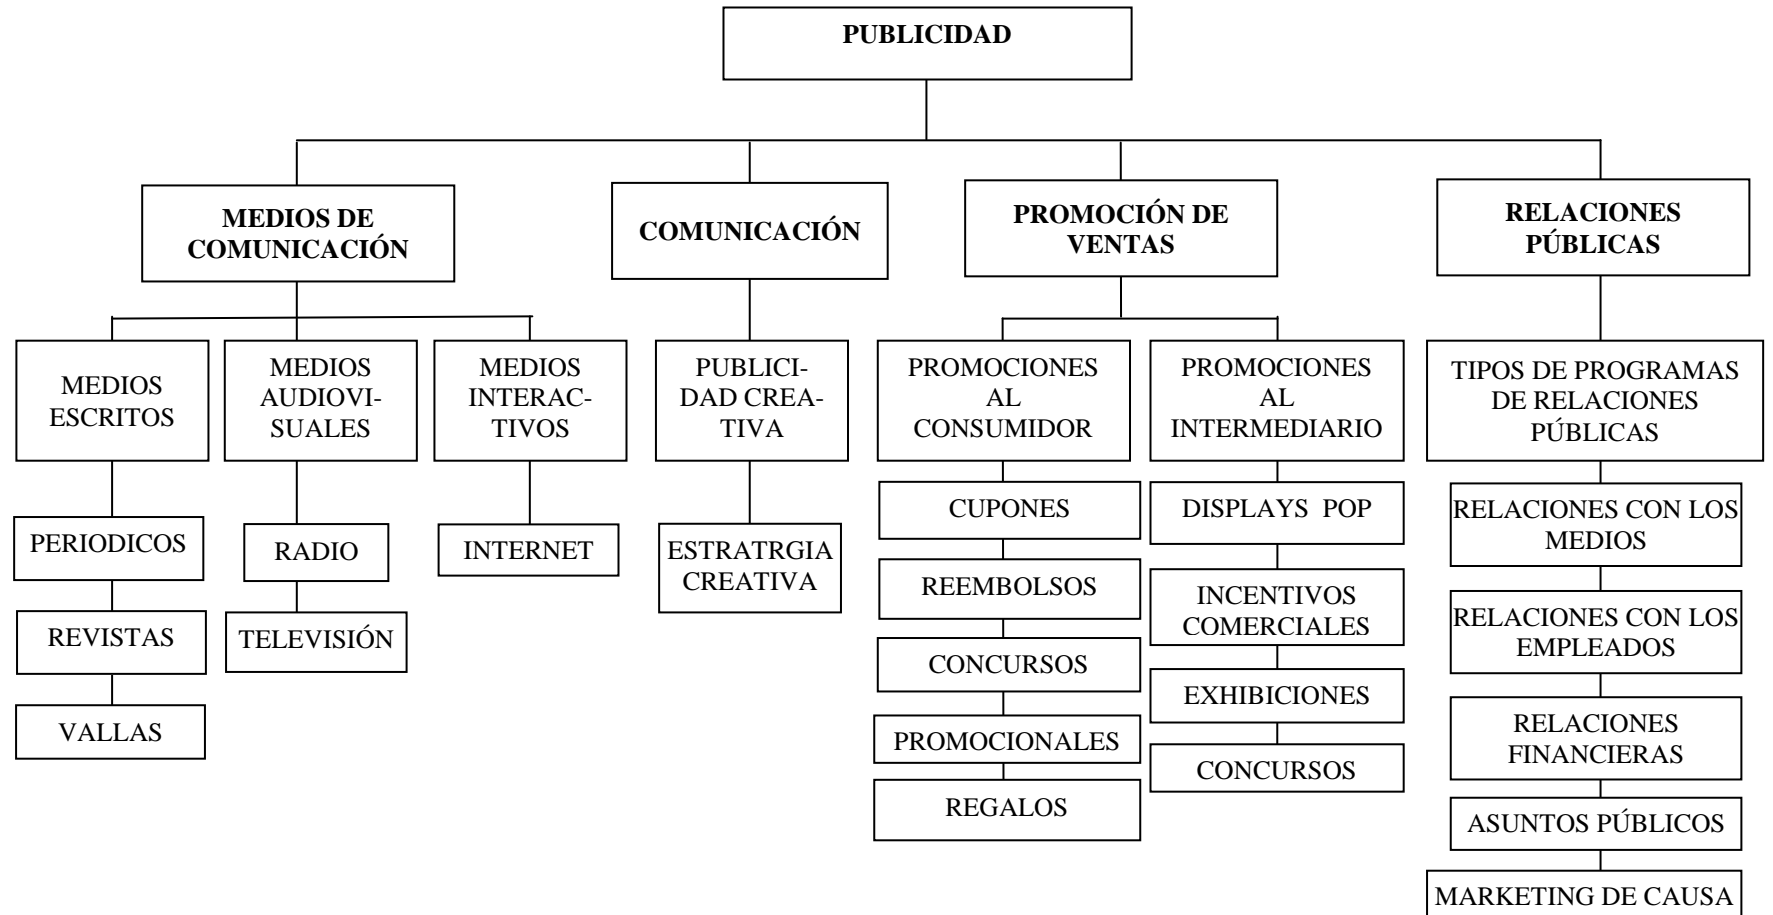 PUBLICIDAD
MEDIOS DE
COMUNICACIÓN
COMUNICACIÓN
PROMOCIÓN DE
VENTAS
RELACIONES
PÚBLICAS
MEDIOS
ESCRITOS
MEDIOS
AUDIOVI-
SUALES
MEDIOS
INTERAC-
TIVOS
PUBLICI-
DAD CREA-
TIVA
PROMOCIONES
AL
CONSUMIDOR
PROMOCIONES
AL
INTERMEDIARIO
TIPOS DE PROGRAMAS
DE RELACIONES
PÚBLICAS
PERIODICOS
REVISTAS
VALLAS
RADIO
TELEVISIÓN
INTERNET
ESTRATRGIA
CREATIVA
CUPONES
REEMBOLSOS
CONCURSOS
PROMOCIONALES
REGALOS
DISPLAYS POP
INCENTIVOS
COMERCIALES
EXHIBICIONES
CONCURSOS
RELACIONES CON LOS
MEDIOS
RELACIONES CON LOS
EMPLEADOS
RELACIONES
FINANCIERAS
ASUNTOS PÚBLICOS
MARKETING DE CAUSA